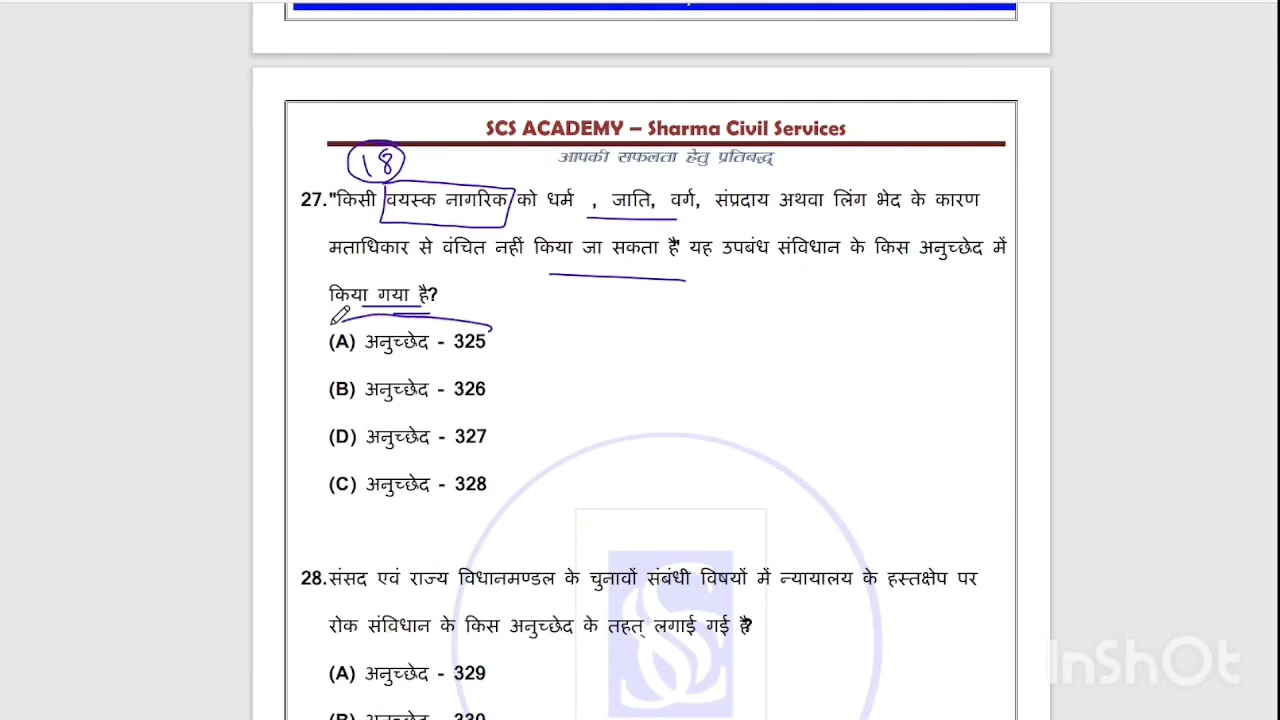 SCS ACADEMY – Sharma Civil Services
आपकी सफलता हेतु प्रतिबद्ध
18
27."किसी वयस्क नागरिक को धर्म , जाति, वर्ग, संप्रदाय अथवा लिंग भेद के कारण
मताधिकार से वंचित नहीं किया जा सकता है" यह उपबंध संविधान के किस अनुच्छेद में
किया गया है?
(A) अनुच्छेद - 325
(B) अनुच्छेद - 326
(D) अनुच्छेद - 327
(C) अनुच्छेद - 328
28.संसद एवं राज्य विधानमण्डल के चुनावों संबंधी विषयों में न्यायालय के हस्तक्षेप पर
रोक संविधान के किस अनुच्छेद के तहत् लगाई गई है?
(A) अनुच्छेद - 329
(B) अनुच्छेद - 330
InShOt